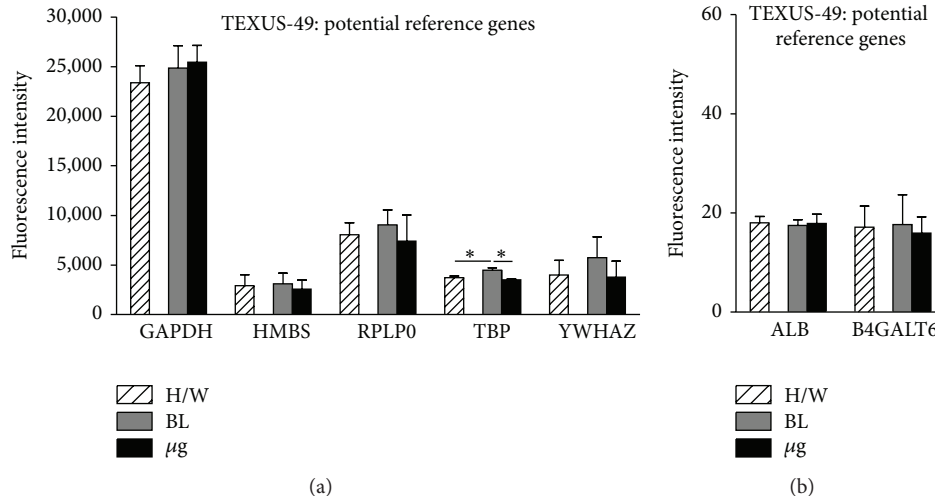 TEXUS-49: potential reference genes
Fluorescence intensity
30,000
25,000
20,000
15,000
10,000
5,000
0
* *
GAPDH HMBS RPLP0 TBP YWHAZ
H/W
BL
µg
(a)
TEXUS-49: potential
reference genes
Fluorescence intensity
60
40
20
0
ALB B4GALT6
H/W
BL
µg
(b)